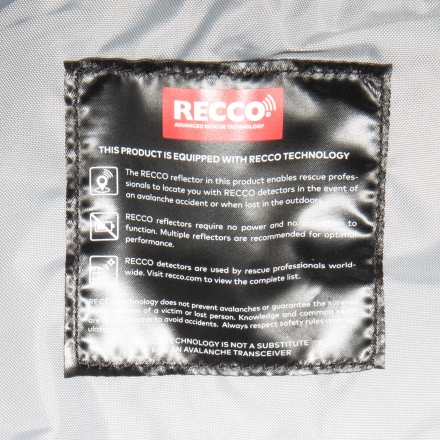 RECCO
ADVANCED RESCUE TECHNOLOGY
THIS PRODUCT IS EQUIPPED WITH RECCO TECHNOLOGY
The RECCO reflector in this product enables rescue profes-
sionals to locate you with RECCO detectors in the event of
an avalanche accident or when lost in the outdoors
RECCO reflectors require no power and no to
function. Multiple reflectors are recommended for optimal
performance.
RECCO detectors are used by rescue professionals world-
wide. Visit recco.com to view the complete list.
RECCO technology does not prevent avalanches or guarantee the survival
of a victim or lost person. Knowledge and common
to avoid accidents. Always respect safety rules
TECHNOLOGY IS NOT A SUBSTITUTE
AN AVALANCHE TRANSCEIVER